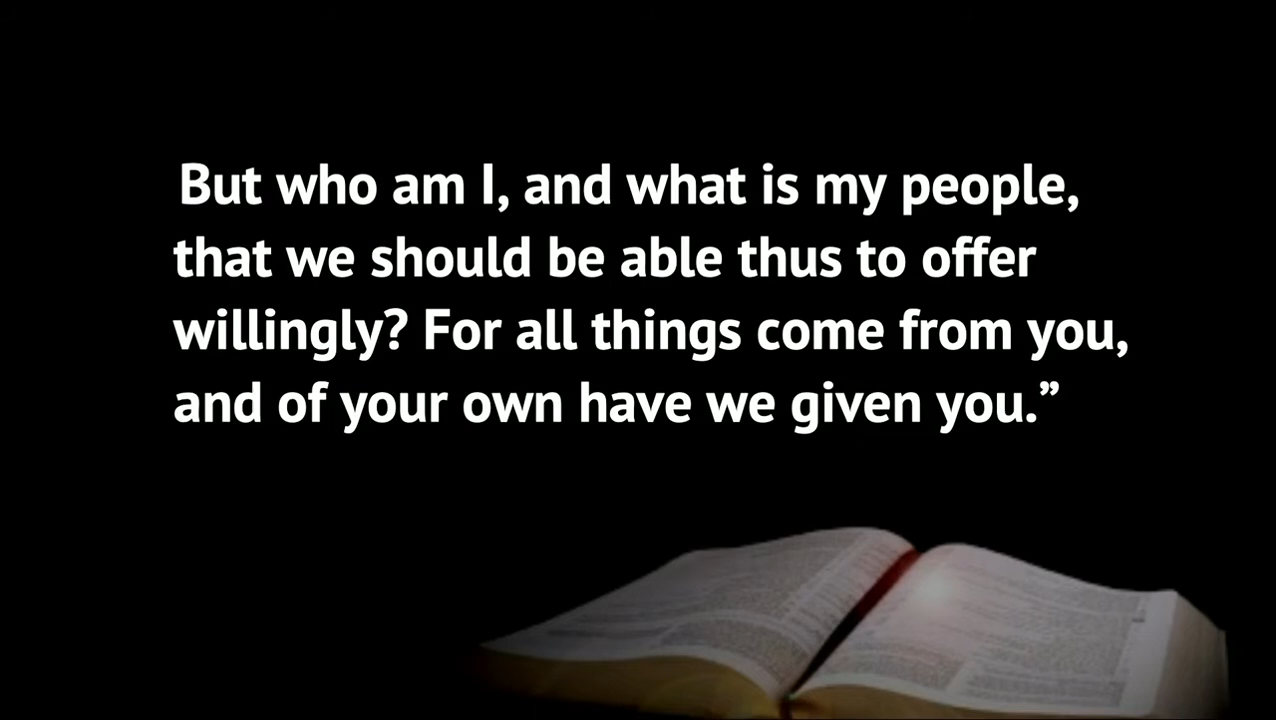 But who am I, and what is my people,
that we should be able thus to offer
willingly? For all things come from you,
and of your own have we given you.”